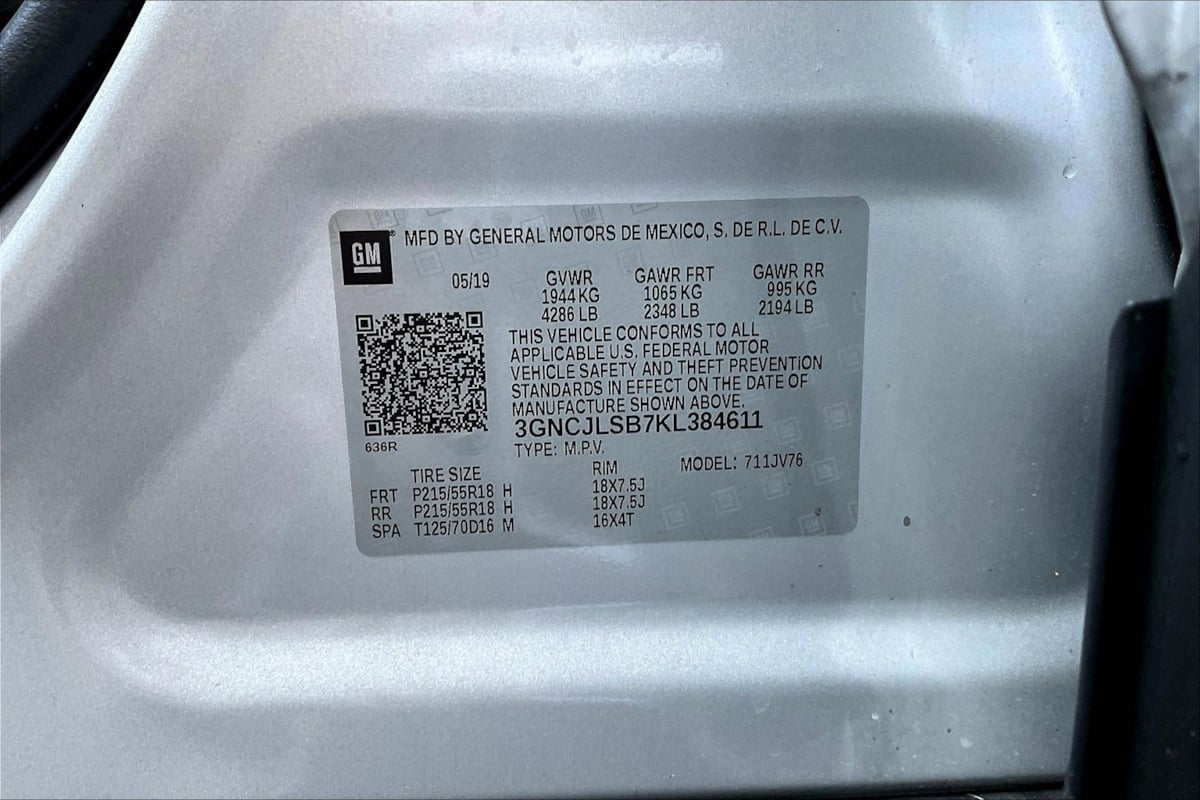 GM® MFD BY GENERAL MOTORS DE MEXICO, S. DE R.L. DE C.V.
05/19 GVWR GAWR FRT GAWR RR
1944 KG 1065 KG 995 KG
4286 LB 2348 LB 2194 LB
THIS VEHICLE CONFORMS TO ALL
APPLICABLE U.S. FEDERAL MOTOR
VEHICLE SAFETY AND THEFT PREVENTION
STANDARDS IN EFFECT ON THE DATE OF
MANUFACTURE SHOWN ABOVE.
3GNCJLSB7KL384611
636R
TYPE: M.P.V.
TIRE SIZE RIM MODEL: 711JV76
FRT P215/55R18 H 18X7.5J
RR P215/55R18 H 18X7.5J
SPA T125/70D16 M 16X4T